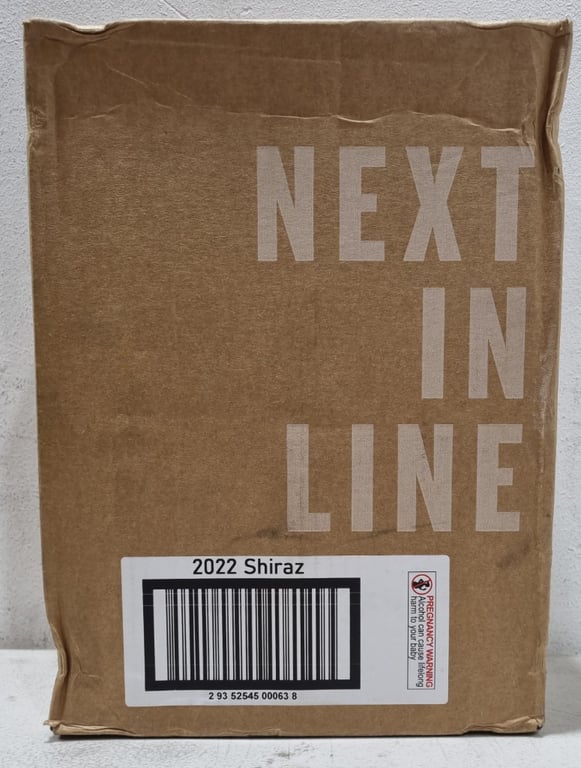 NEXT
IN
LINE
2022 Shiraz
2 93 52545 00063 8
PREGNANCY WARNING
Alcohol can cause lifelong
harm to your baby